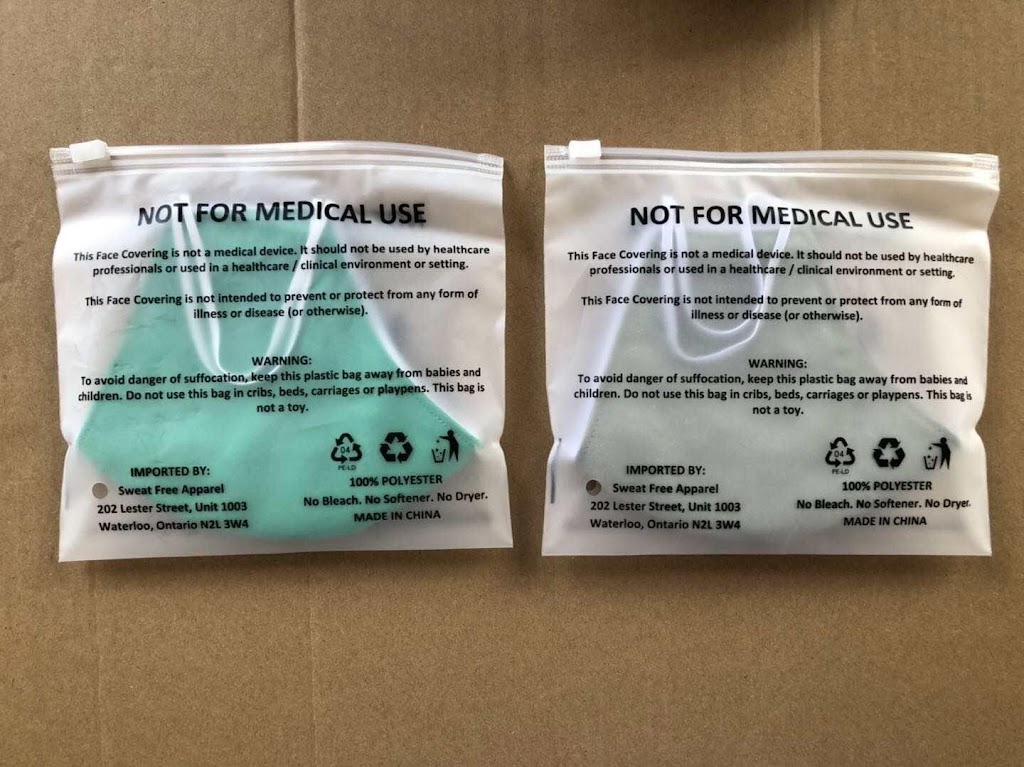 NOT FOR MEDICAL USE
This Face Covering is not a medical device. It should not be used by healthcare
professionals or used in a healthcare / clinical environment or setting.
This Face Covering is not intended to prevent or protect from any form of
illness or disease (or otherwise).
WARNING:
To avoid danger of suffocation, keep this plastic bag away from babies and
children. Do not use this bag in cribs, beds, carriages or playpens. This bag is
not a toy.
04
PE-LD
IMPORTED BY:
Sweat Free Apparel
202 Lester Street, Unit 1003
Waterloo, Ontario N2L 3W4
100% POLYESTER
No Bleach. No Softener. No Dryer.
MADE IN CHINA
NOT FOR MEDICAL USE
This Face Covering is not a medical device. It should not be used by healthcare
professionals or used in a healthcare / clinical environment or setting.
This Face Covering is not intended to prevent or protect from any form of
illness or disease (or otherwise).
WARNING:
To avoid danger of suffocation, keep this plastic bag away from babies and
children. Do not use this bag in cribs, beds, carriages or playpens. This bag is
not a toy.
04
PE-LD
IMPORTED BY:
Sweat Free Apparel
202 Lester Street, Unit 1003
Waterloo, Ontario N2L 3W4
100% POLYESTER
No Bleach. No Softener. No Dryer.
MADE IN CHINA